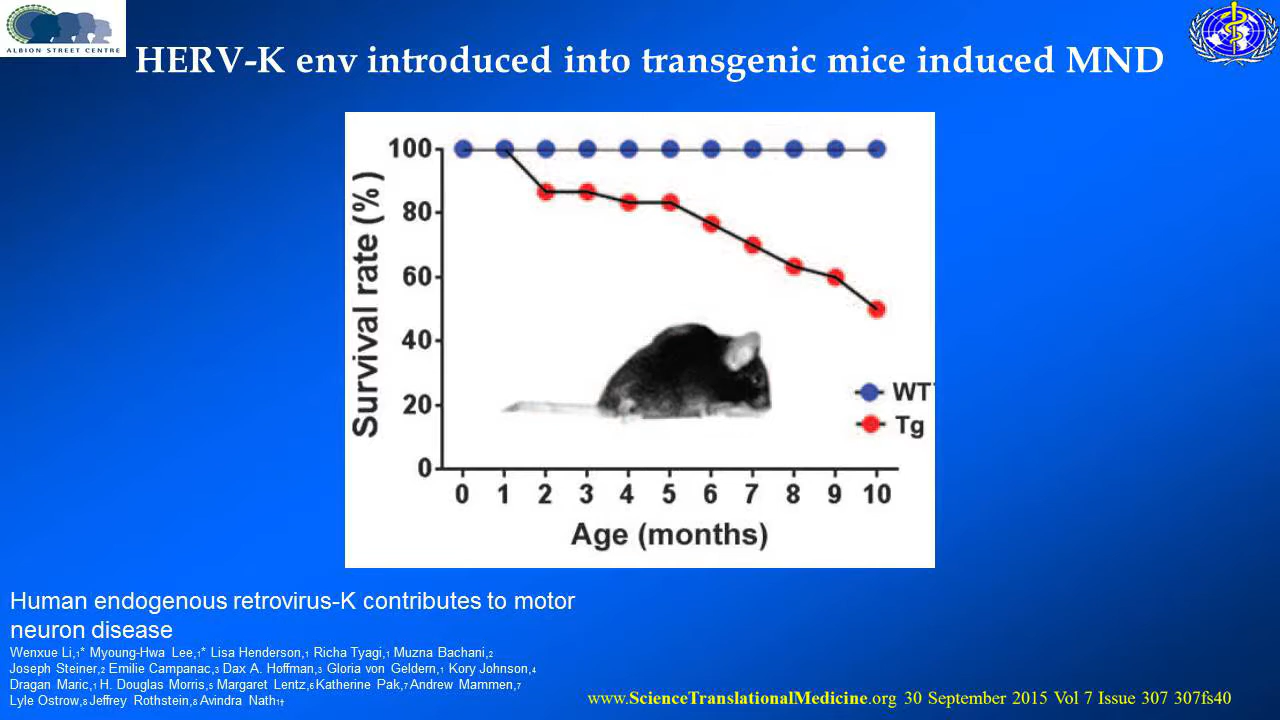 ALBION STREET CENTRE
HERV-K env introduced into transgenic mice induced MND
Survival rate (%)
100
80
60
40
20
0
0 1 2 3 4 5 6 7 8 9 10
Age (months)
WT
Tg
Human endogenous retrovirus-K contributes to motor
neuron disease
Wenxue Li,1* Myoung-Hwa Lee,1* Lisa Henderson,1 Richa Tyagi,1 Muzna Bachani,2
Joseph Steiner,2 Emilie Campanac,3 Dax A. Hoffman,3 Gloria von Geldern,1 Kory Johnson,4
Dragan Maric,1 H. Douglas Morris,5 Margaret Lentz,6 Katherine Pak,7 Andrew Mammen,7
Lyle Ostrow,8 Jeffrey Rothstein,8 Avindra Nath1†
www.ScienceTranslationalMedicine.org 30 September 2015 Vol 7 Issue 307 307fs40